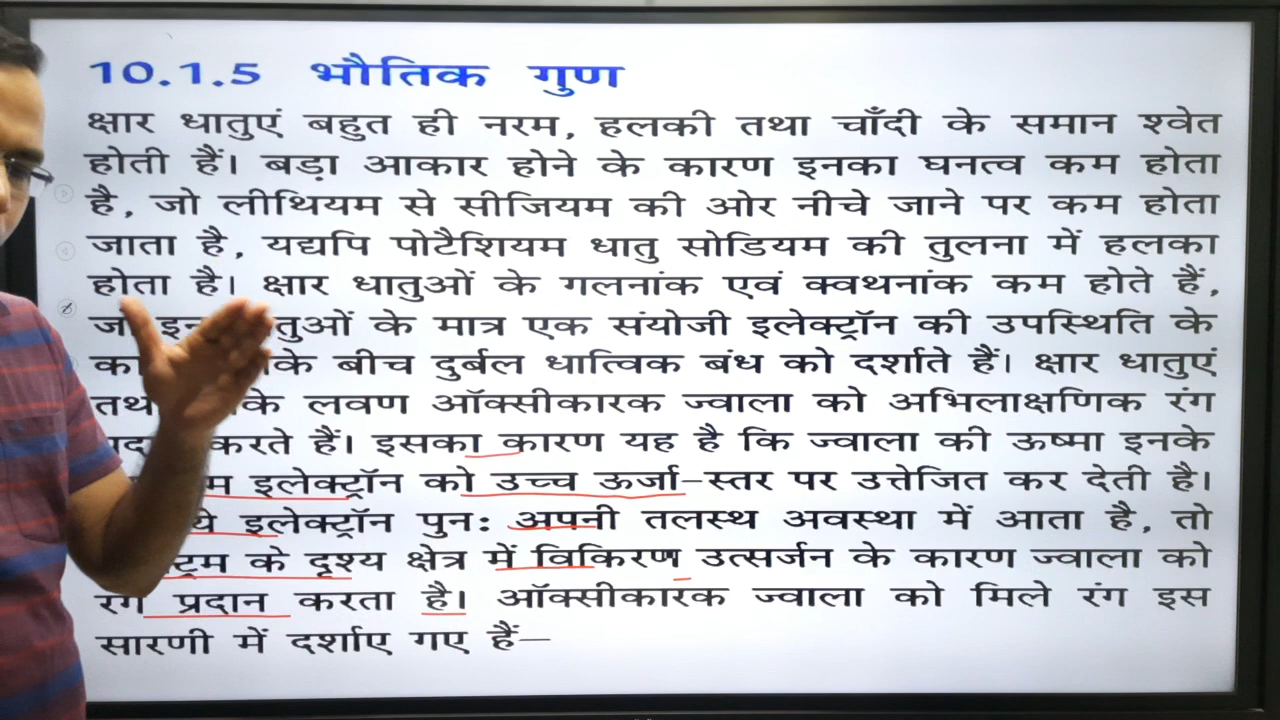 10.1.5 भौतिक गुण
क्षार धातुएं बहुत ही नरम, हलकी तथा चाँदी के समान श्वेत
होती हैं। बड़ा आकार होने के कारण इनका घनत्व कम होता
है, जो लीथियम से सीजियम की ओर नीचे जाने पर कम होता
जाता है, यद्यपि पोटैशियम धातु सोडियम की तुलना में हलका
होता है। क्षार धातुओं के गलनांक एवं क्वथनांक कम होते हैं,
के मात्र एक संयोजी इलेक्ट्रॉन की उपस्थिति के
बीच दुर्बल धात्विक बंध को दर्शाते हैं। क्षार धातुएं
लवण ऑक्सीकारक ज्वाला को अभिलाक्षणिक रंग
करते हैं। इसका कारण यह है कि ज्वाला की ऊष्मा इनके
इलेक्ट्रॉन को उच्च ऊर्जा-स्तर पर उत्तेजित कर देती है।
ये इलेक्ट्रॉन पुनः अपनी तलस्थ अवस्था में आता है, तो
के दृश्य क्षेत्र में विकिरण उत्सर्जन के कारण ज्वाला को
रंग प्रदान करता है। ऑक्सीकारक ज्वाला को मिले रंग इस
सारणी में दर्शाए गए हैं—